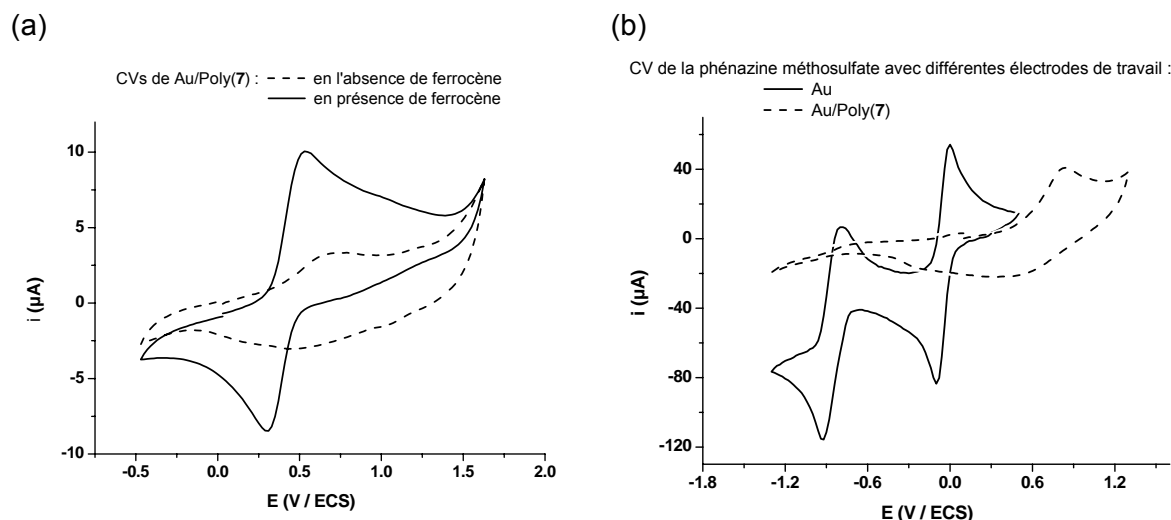 (a)
CVs de Au/Poly(7) : en l'absence de ferrocène
en présence de ferrocène
10
5
0
-5
-10
i (µA)
-0.5 0.0 0.5 1.0 1.5 2.0
E (V / ECS)
(b)
CV de la phénazine méthosulfate avec différentes électrodes de travail :
Au
Au/Poly(7)
40
0
-40
-80
-120
i (µA)
-1.8 -1.2 -0.6 0.0 0.6 1.2
E (V / ECS)